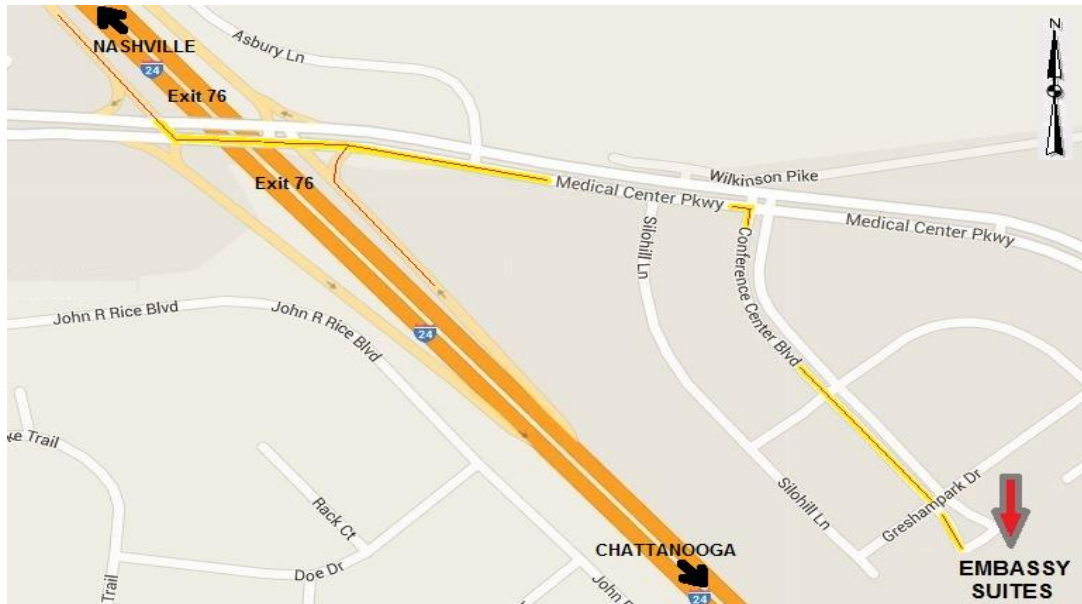 NASHVILLE
Asbury Ln
N
24
Exit 76
Exit 76
Wilkinson Pike
Medical Center Pkwy
Medical Center Pkwy
Silohill Ln
Conference Center Blvd
John R Rice Blvd
John R Rice Blvd
24
ke Trail
Rack Ct
Doe Dr
Trail
Silohill Ln
Greshampark Dr
CHATTANOOGA
24
John
EMBASSY
SUITES